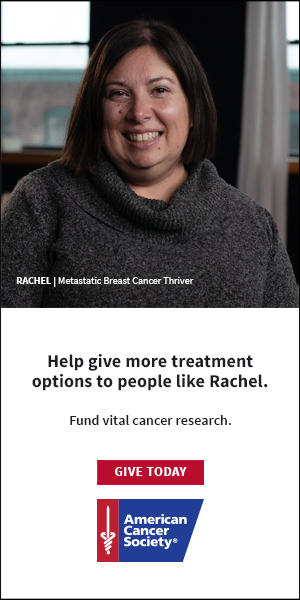 RACHEL | Metastatic Breast Cancer Thriver
Help give more treatment
options to people like Rachel.
Fund vital cancer research.
GIVE TODAY
American
Cancer
Society®